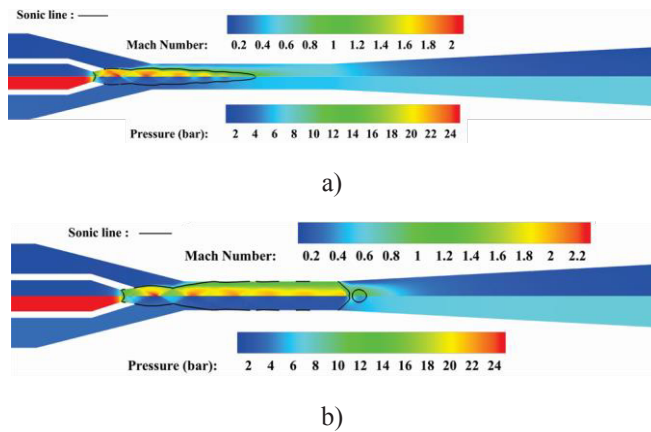 Sonic line :
Mach Number: 0.2 0.4 0.6 0.8 1 1.2 1.4 1.6 1.8 2
Pressure (bar): 2 4 6 8 10 12 14 16 18 20 22 24
a)
Sonic line :
Mach Number: 0.2 0.4 0.6 0.8 1 1.2 1.4 1.6 1.8 2 2.2
Pressure (bar): 2 4 6 8 10 12 14 16 18 20 22 24
b)